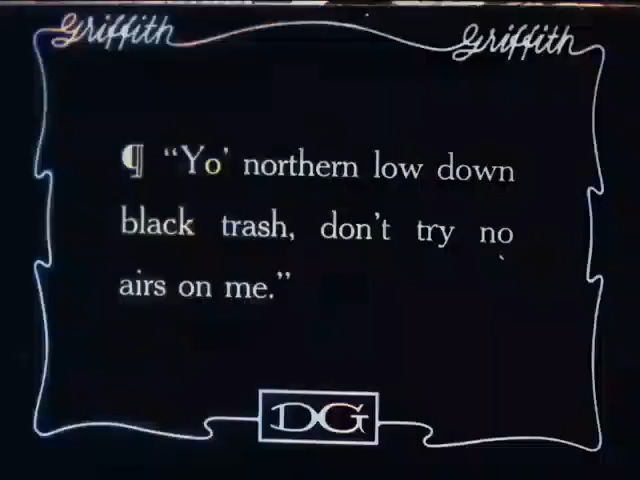 Griffith Griffith
¶ “Yo' northern low down
black trash, don't try no
airs on me.”
DG